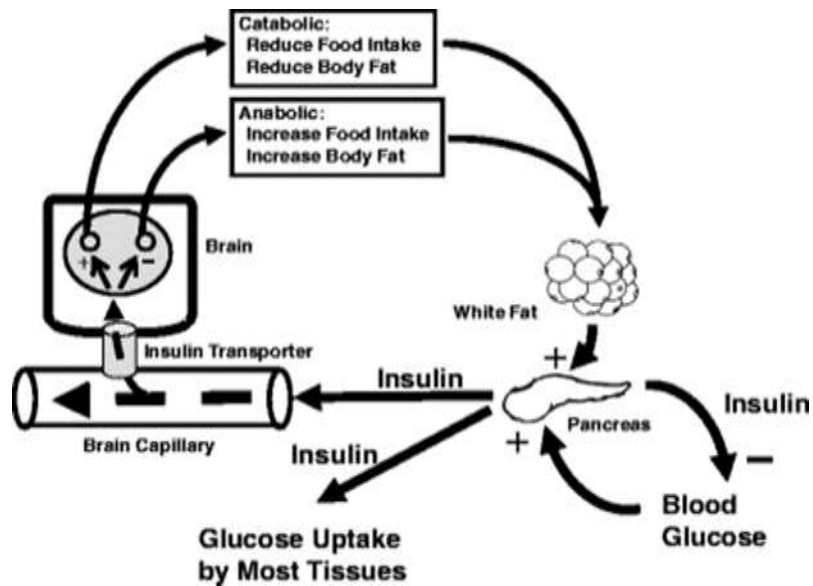 Catabolic:
Reduce Food Intake
Reduce Body Fat
Anabolic:
Increase Food Intake
Increase Body Fat
Brain
+ -
White Fat
Insulin Transporter
+
Insulin
Insulin
Pancreas
+
Brain Capillary
Insulin
-
Blood
Glucose
Glucose Uptake
by Most Tissues